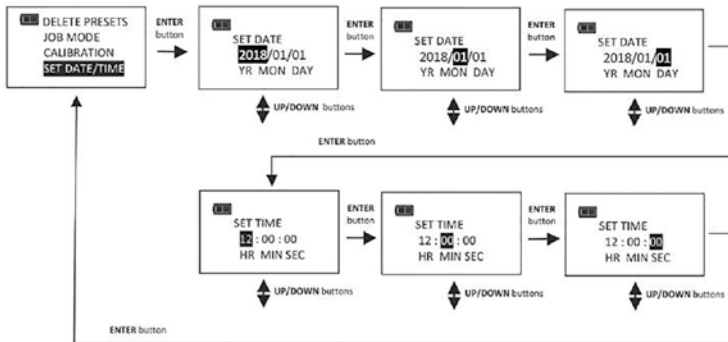 DELETE PRESETS
JOB MODE
CALIBRATION
SET DATE/TIME
ENTER
button
SET DATE
2018/01/01
YR MON DAY
UP/DOWN buttons
ENTER
button
SET DATE
2018/01/01
YR MON DAY
UP/DOWN buttons
ENTER
button
SET DATE
2018/01/01
YR MON DAY
UP/DOWN buttons
ENTER button
SET TIME
12 : 00 : 00
HR MIN SEC
UP/DOWN buttons
ENTER
button
SET TIME
12 : 00 : 00
HR MIN SEC
UP/DOWN buttons
ENTER
button
SET TIME
12 : 00 : 00
HR MIN SEC
UP/DOWN buttons
ENTER button